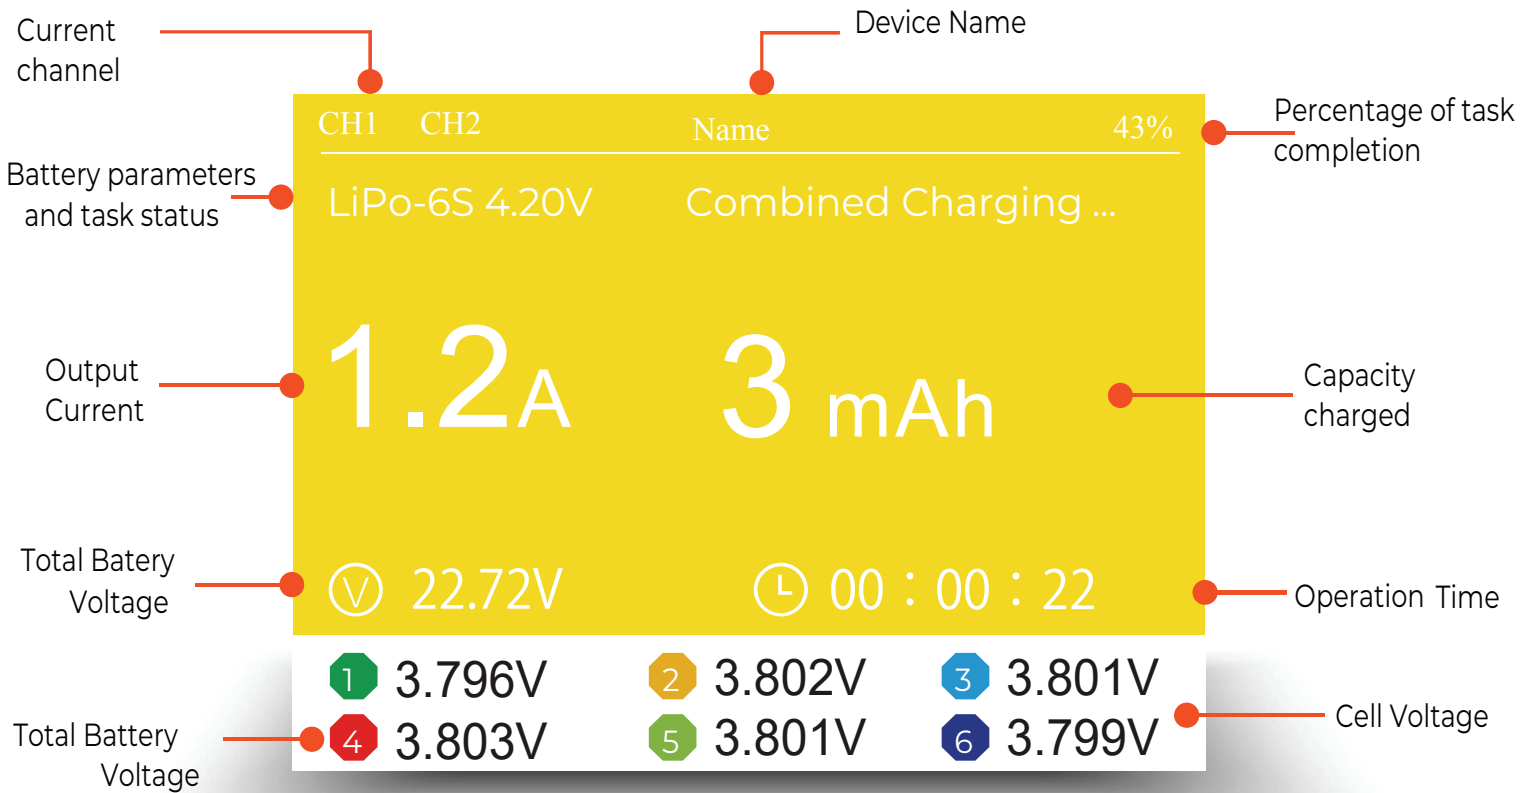 Current
channel
Device Name
CH1 CH2 Name 43%
Percentage of task
completion
Battery parameters
and task status
LiPo-6S 4.20V Combined Charging ...
Output
Current
1.2A 3 mAh
Capacity
charged
Total Batery
Voltage
V 22.72V 00 : 00 : 22
Operation Time
1 3.796V 2 3.802V 3 3.801V
Total Battery
Voltage
4 3.803V 5 3.801V 6 3.799V
Cell Voltage